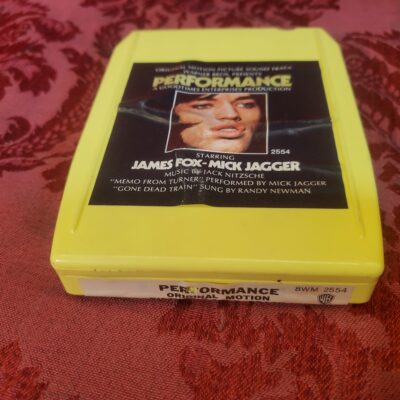 ORIGINAL MOTION PICTURE SOUND TRACK
WARNER BROS. PRESENTS
PERFORMANCE
A GOODTIMES ENTERPRISES PRODUCTION
2554
STARRING
JAMES FOX-MICK JAGGER
MUSIC BY JACK NITZSCHE
"MEMO FROM TURNER" PERFORMED BY MICK JAGGER
"GONE DEAD TRAIN" SUNG BY RANDY NEWMAN
PERFORMANCE
8WM 2554
ORIGINAL MOTION